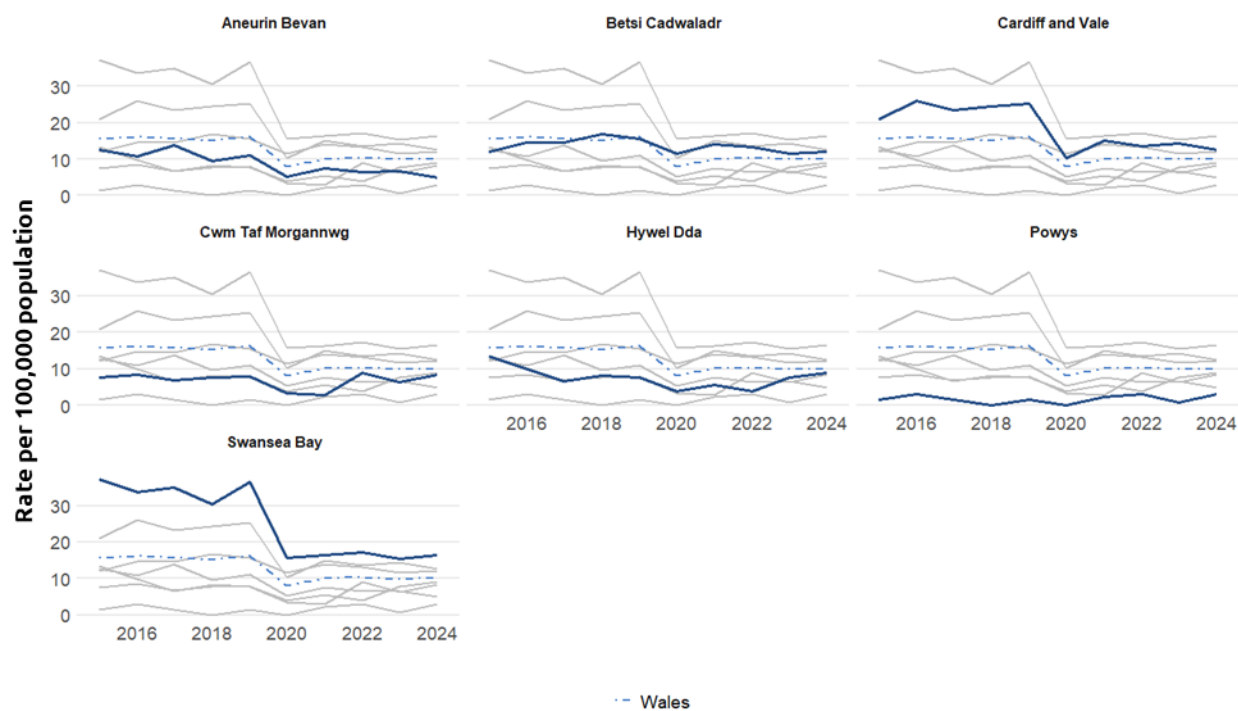 Aneurin Bevan Betsi Cadwaladr Cardiff and Vale
30
20
10
0
Cwm Taf Morgannwg Hywel Dda Powys
30
20
10
0
2016 2018 2020 2022 2024 2016 2018 2020 2022 2024
Swansea Bay
30
20
10
0
2016 2018 2020 2022 2024
Rate per 100,000 population
Wales